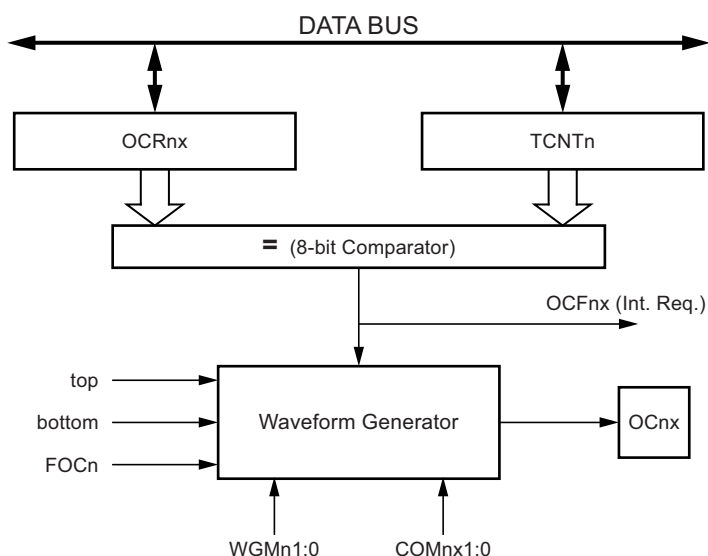 DATA BUS
OCRnx
TCNTn
= (8-bit Comparator)
OCFnx (Int. Req.)
top
bottom
FOCn
Waveform Generator
OCnx
WGMn1:0
COMnx1:0